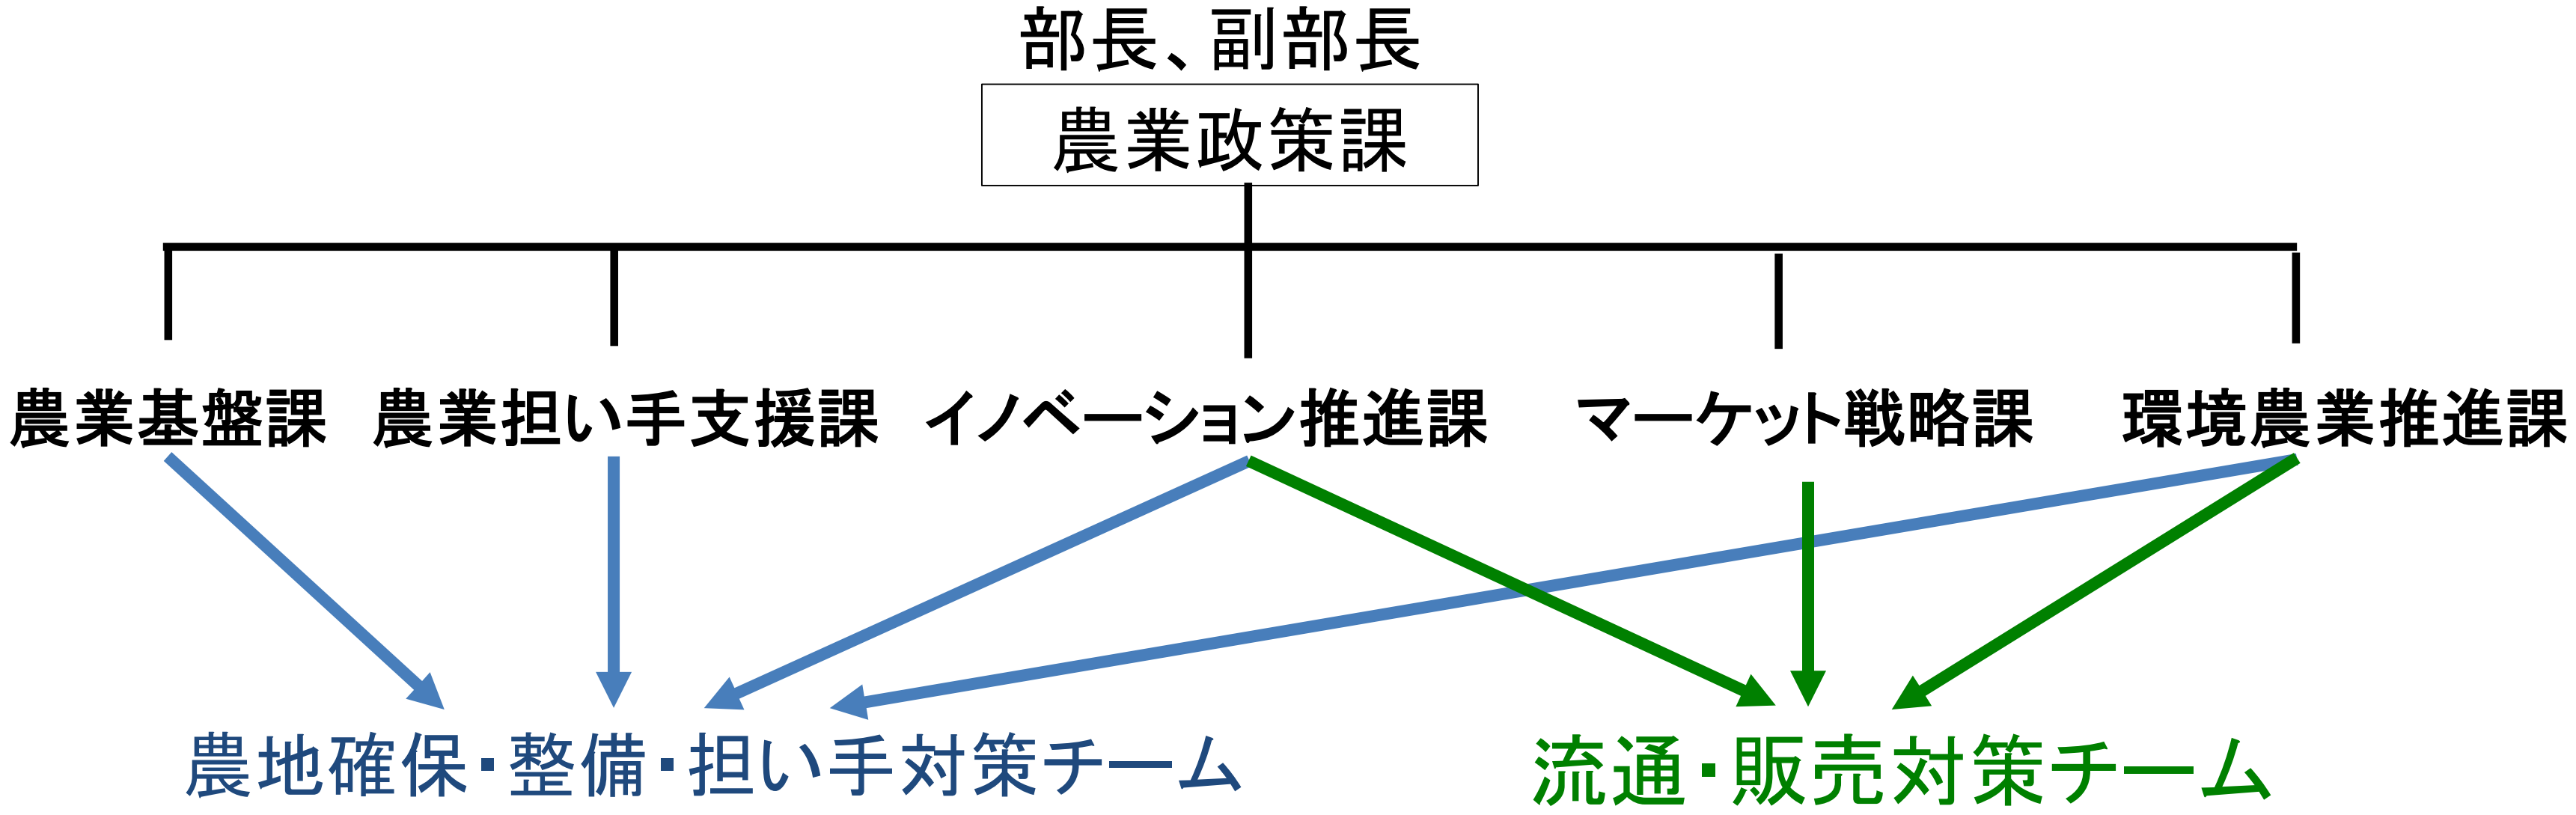 部長、副部長
農業政策課
農業基盤課
農業担い手支援課
イノベーション推進課
マーケット戦略課
環境農業推進課
農地確保・整備・担い手対策チーム
流通・販売対策チーム